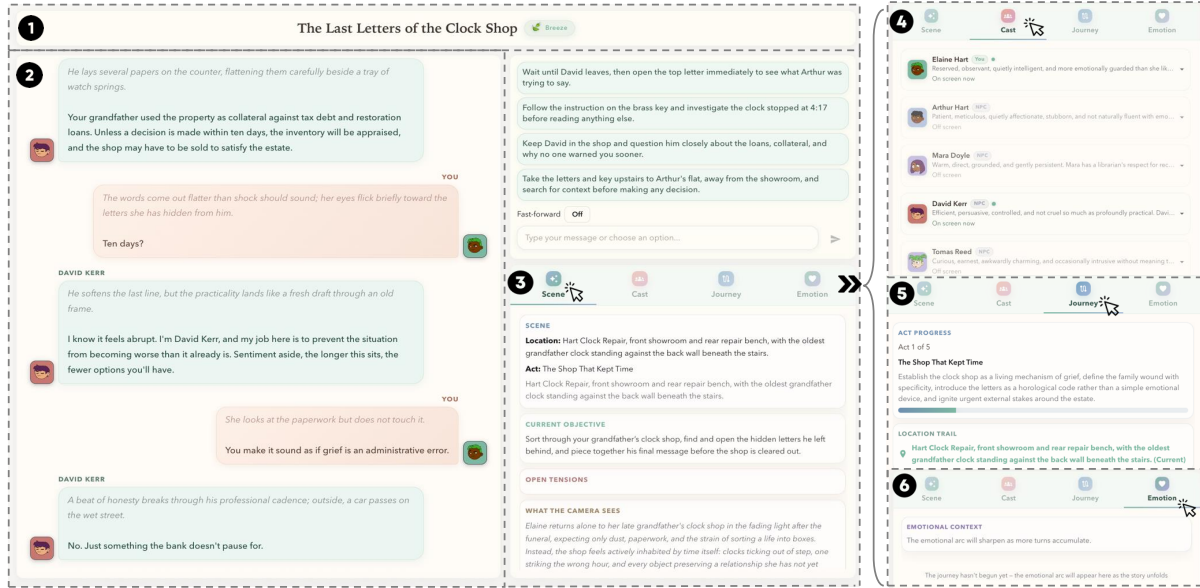 1
The Last Letters of the Clock Shop
Breeze
2
He lays several papers on the counter, flattening them carefully beside a tray of
watch springs.
Your grandfather used the property as collateral against tax debt and restoration
loans. Unless a decision is made within ten days, the inventory will be appraised,
and the shop may have to be sold to satisfy the estate.
YOU
The words come out flatter than shock should sound; her eyes flick briefly toward the
letters she has hidden from him.
Ten days?
DAVID KERR
He softens the last line, but the practicality lands like a fresh draft through an old
frame.
I know it feels abrupt. I'm David Kerr, and my job here is to prevent the situation
from becoming worse than it already is. Sentiment aside, the longer this sits, the
fewer options you'll have.
YOU
She looks at the paperwork but does not touch it.
You make it sound as if grief is an administrative error.
DAVID KERR
A beat of honesty breaks through his professional cadence; outside, a car passes on
the wet street.
No. Just something the bank doesn't pause for.
Wait until David leaves, then open the top letter immediately to see what Arthur was
trying to say.
Follow the instruction on the brass key and investigate the clock stopped at 4:17
before reading anything else.
Keep David in the shop and question him closely about the loans, collateral, and
why no one warned you sooner.
Take the letters and key upstairs to Arthur's flat, away from the showroom, and
search for context before making any decision.
Fast-forward Off
Type your message or choose an option...
3
Scene Cast Journey Emotion
SCENE
Location: Hart Clock Repair, front showroom and rear repair bench, with the oldest
grandfather clock standing against the back wall beneath the stairs.
Act: The Shop That Kept Time
Hart Clock Repair, front showroom and rear repair bench, with the oldest grandfather
clock standing against the back wall beneath the stairs.
CURRENT OBJECTIVE
Sort through your grandfather's clock shop, find and open the hidden letters he left
behind, and piece together his final message before the shop is cleared out.
OPEN TENSIONS
WHAT THE CAMERA SEES
Elaine returns alone to her late grandfather's clock shop in the fading light after the
funeral, expecting only dust, paperwork, and the strain of sorting a life into boxes.
Instead, the shop feels actively inhabited by time itself: clocks ticking out of step, one
striking the wrong hour, and every object preserving a relationship she has not yet
4
Scene Cast Journey Emotion
Elaine Hart You
Reserved, observant, quietly intelligent, and more emotionally guarded than she lik...
On screen now
Arthur Hart NPC
Patient, meticulous, quietly affectionate, stubborn, and not naturally fluent with emo...
Off screen
Mara Doyle NPC
Warm, direct, grounded, and gently persistent. Mara has a librarian's respect for rec...
Off screen
David Kerr NPC
Efficient, persuasive, controlled, and not cruel so much as profoundly practical. Davi...
On screen now
Tomas Reed NPC
Curious, earnest, awkwardly charming, and occasionally intrusive without meaning t...
Off screen
5
Scene Cast Journey Emotion
ACT PROGRESS
Act 1 of 5
The Shop That Kept Time
Establish the clock shop as a living mechanism of grief, define the family wound with
specificity, introduce the letters as a horological code rather than a simple emotional
device, and ignite urgent external stakes around the estate.
LOCATION TRAIL
Hart Clock Repair, front showroom and rear repair bench, with the oldest
grandfather clock standing against the back wall beneath the stairs. (Current)
6
Scene Cast Journey Emotion
EMOTIONAL CONTEXT
The emotional arc will sharpen as more turns accumulate.
The journey hasn't begun yet – the emotional arc will appear here as the story unfolds